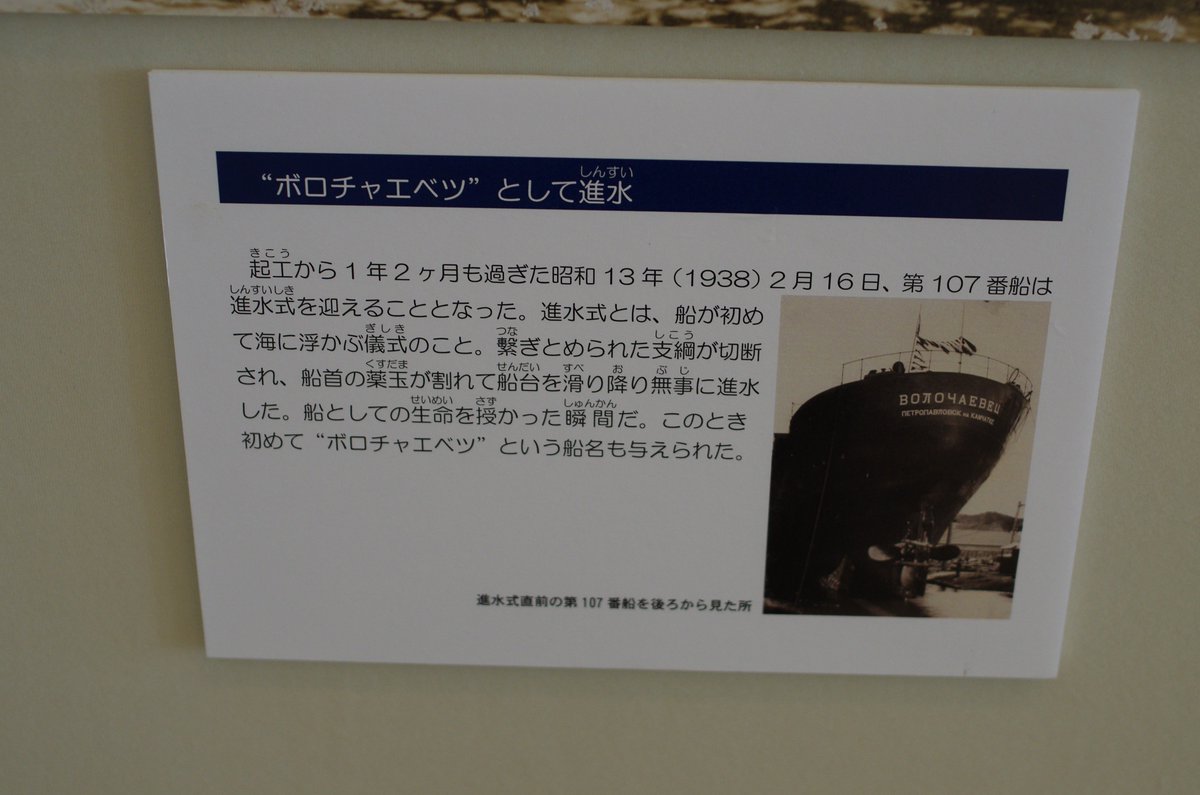 “ボロチャエベツ”として進水
起工から1年2ヶ月も過ぎた昭和13年(1938)2月16日、第107番船は
進水式を迎えることとなった。進水式とは、船が初め
て海に浮かぶ儀式のこと。繋ぎとめられた支綱が切断
され、船首の薬玉が割れて船台を滑り降り無事に進水
した。船としての生命を授かった瞬間だ。このとき
初めて“ボロチャエベツ”という船名も与えられた。
ВОЛОЧАЕВЕЦ
ПЕТРОПАВЛОВСК на КАМЧАТКЕ
進水式直前の第107番船を後ろから見た所